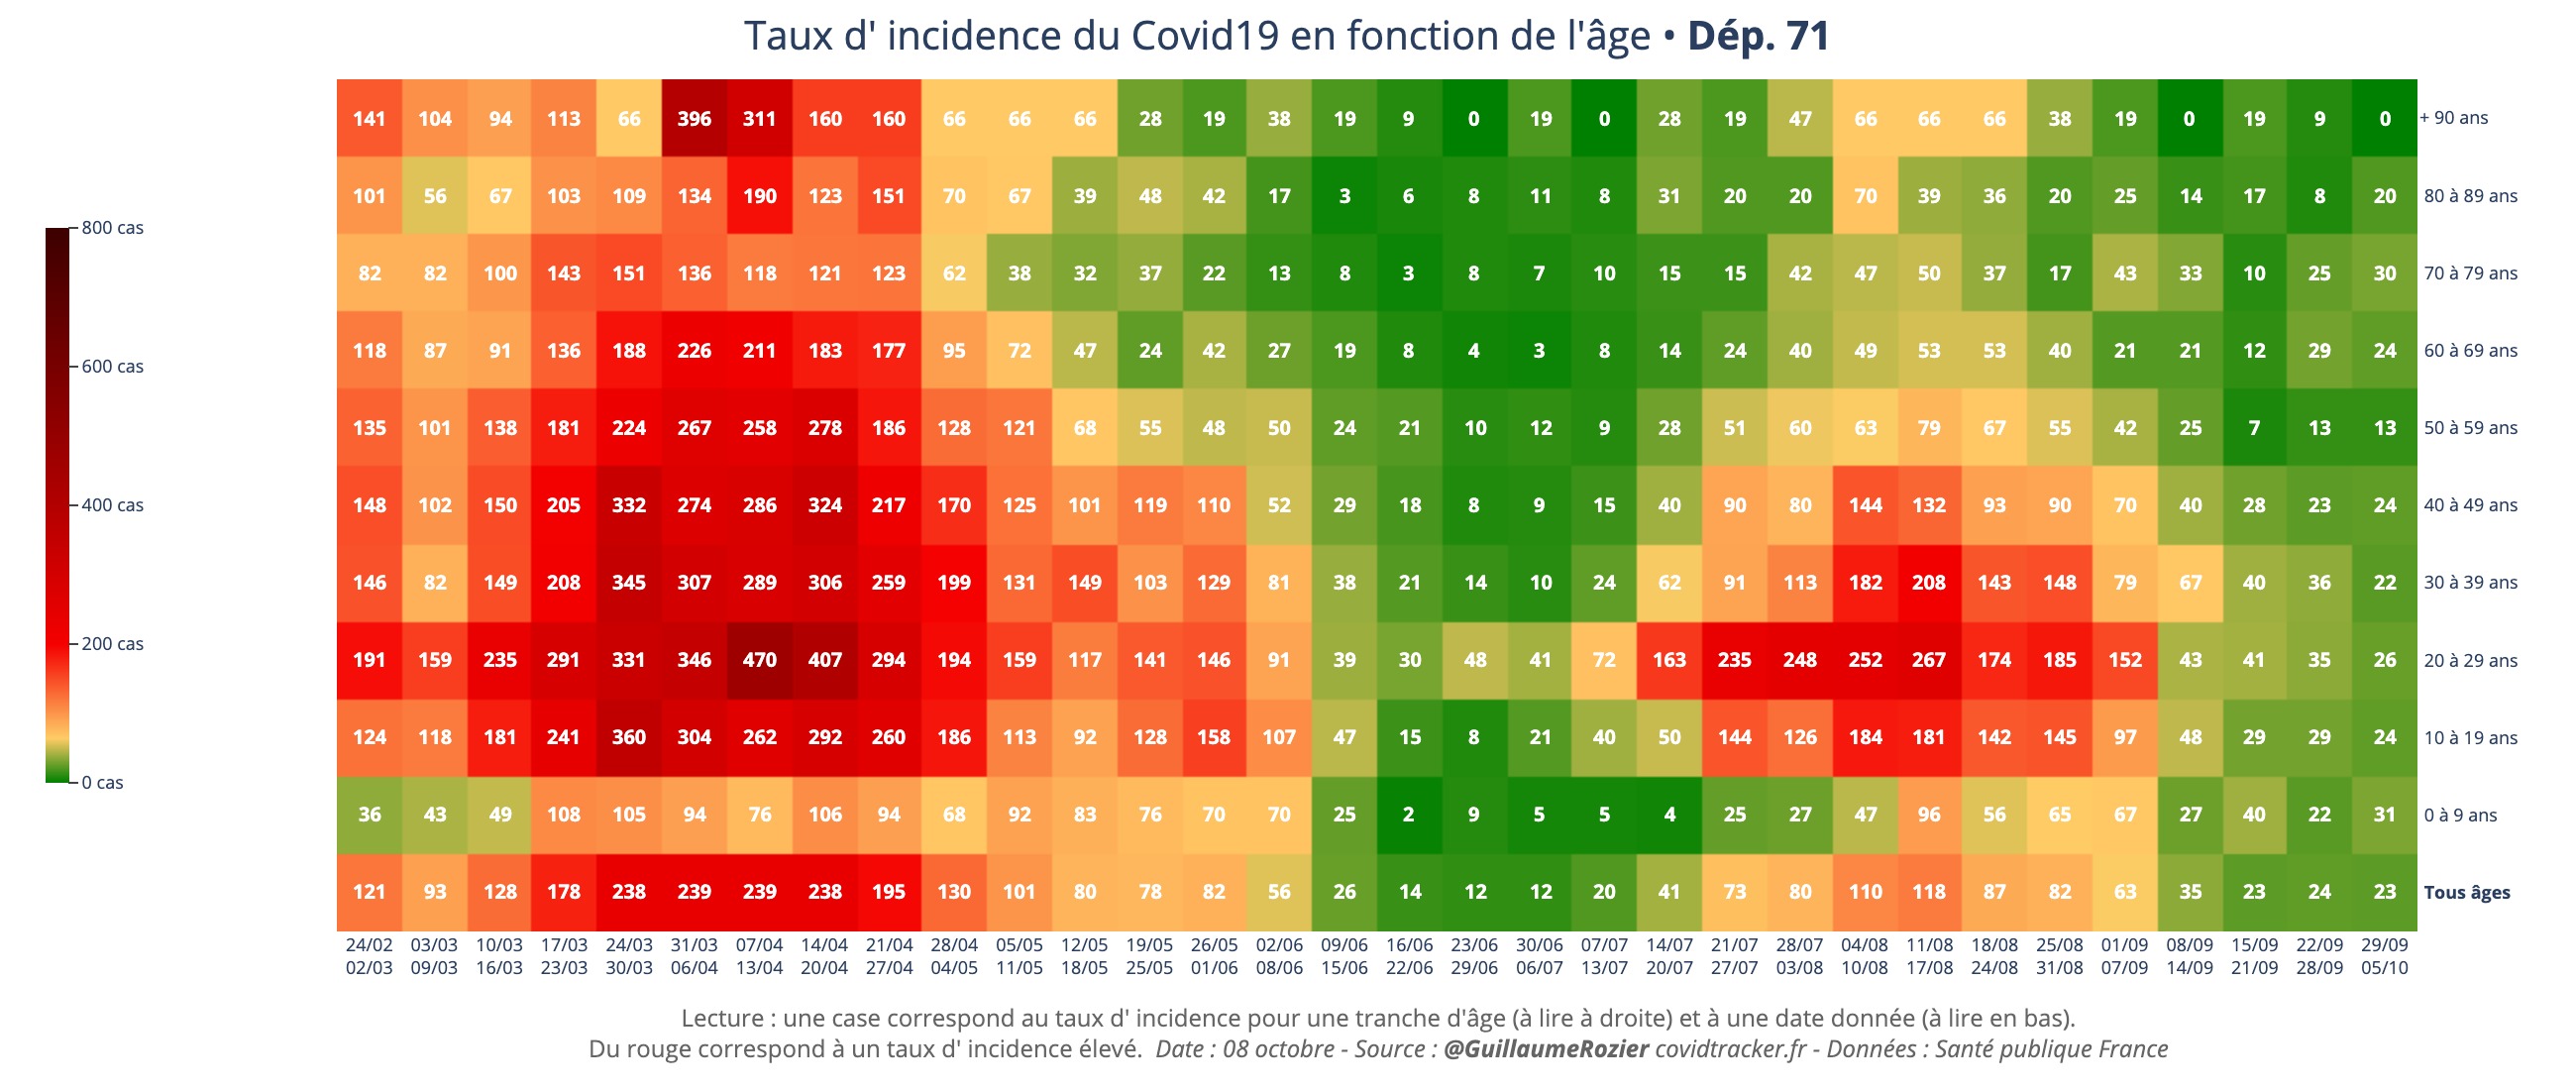 Taux d' incidence du Covid19 en fonction de l'âge • Dép. 71
800 cas
600 cas
400 cas
200 cas
0 cas
141 104 94 113 66 396 311 160 160 66 66 66 28 19 38 19 9 0 19 0 28 19 47 66 66 66 38 19 0 19 9 0 + 90 ans
101 56 67 103 109 134 190 123 151 70 67 39 48 42 17 3 6 8 11 8 31 20 20 70 39 36 20 25 14 17 8 20 80 à 89 ans
82 82 100 143 151 136 118 121 123 62 38 32 37 22 13 8 3 8 7 10 15 15 42 47 50 37 17 43 33 10 25 30 70 à 79 ans
118 87 91 136 188 226 211 183 177 95 72 47 24 42 27 19 8 4 3 8 14 24 40 49 53 53 40 21 21 12 29 24 60 à 69 ans
135 101 138 181 224 267 258 278 186 128 121 68 55 48 50 24 21 10 12 9 28 51 60 63 79 67 55 42 25 7 13 13 50 à 59 ans
148 102 150 205 332 274 286 324 217 170 125 101 119 110 52 29 18 8 9 15 40 90 80 144 132 93 90 70 40 28 23 24 40 à 49 ans
146 82 149 208 345 307 289 306 259 199 131 149 103 129 81 38 21 14 10 24 62 91 113 182 208 143 148 79 67 40 36 22 30 à 39 ans
191 159 235 291 331 346 470 407 294 194 159 117 141 146 91 39 30 48 41 72 163 235 248 252 267 174 185 152 43 41 35 26 20 à 29 ans
124 118 181 241 360 304 262 292 260 186 113 92 128 158 107 47 15 8 21 40 50 144 126 184 181 142 145 97 48 29 29 24 10 à 19 ans
36 43 49 108 105 94 76 106 94 68 92 83 76 70 70 25 2 9 5 5 4 25 27 47 96 56 65 67 27 40 22 31 0 à 9 ans
121 93 128 178 238 239 239 238 195 130 101 80 78 82 56 26 14 12 12 20 41 73 80 110 118 87 82 63 35 23 24 23 Tous âges
24/02 03/03 10/03 17/03 24/03 31/03 07/04 14/04 21/04 28/04 05/05 12/05 19/05 26/05 02/06 09/06 16/06 23/06 30/06 07/07 14/07 21/07 28/07 04/08 11/08 18/08 25/08 01/09 08/09 15/09 22/09 29/09
02/03 09/03 16/03 23/03 30/03 06/04 13/04 20/04 27/04 04/05 11/05 18/05 25/05 01/06 08/06 15/06 22/06 29/06 06/07 13/07 20/07 27/07 03/08 10/08 17/08 24/08 31/08 07/09 14/09 21/09 28/09 05/10
Lecture : une case correspond au taux d' incidence pour une tranche d'âge (à lire à droite) et à une date donnée (à lire en bas).
Du rouge correspond à un taux d' incidence élevé. Date : 08 octobre - Source : @GuillaumeRozier covidtracker.fr - Données : Santé publique France